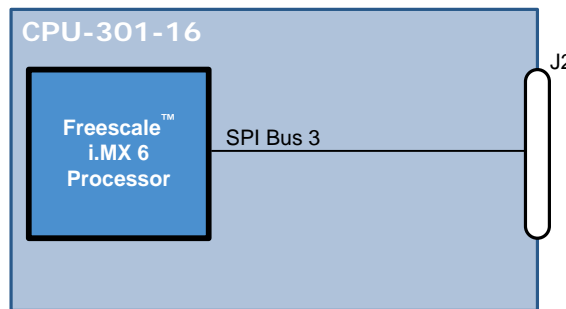 CPU-301-16
J2
Freescale™
i.MX 6
Processor
SPI Bus 3